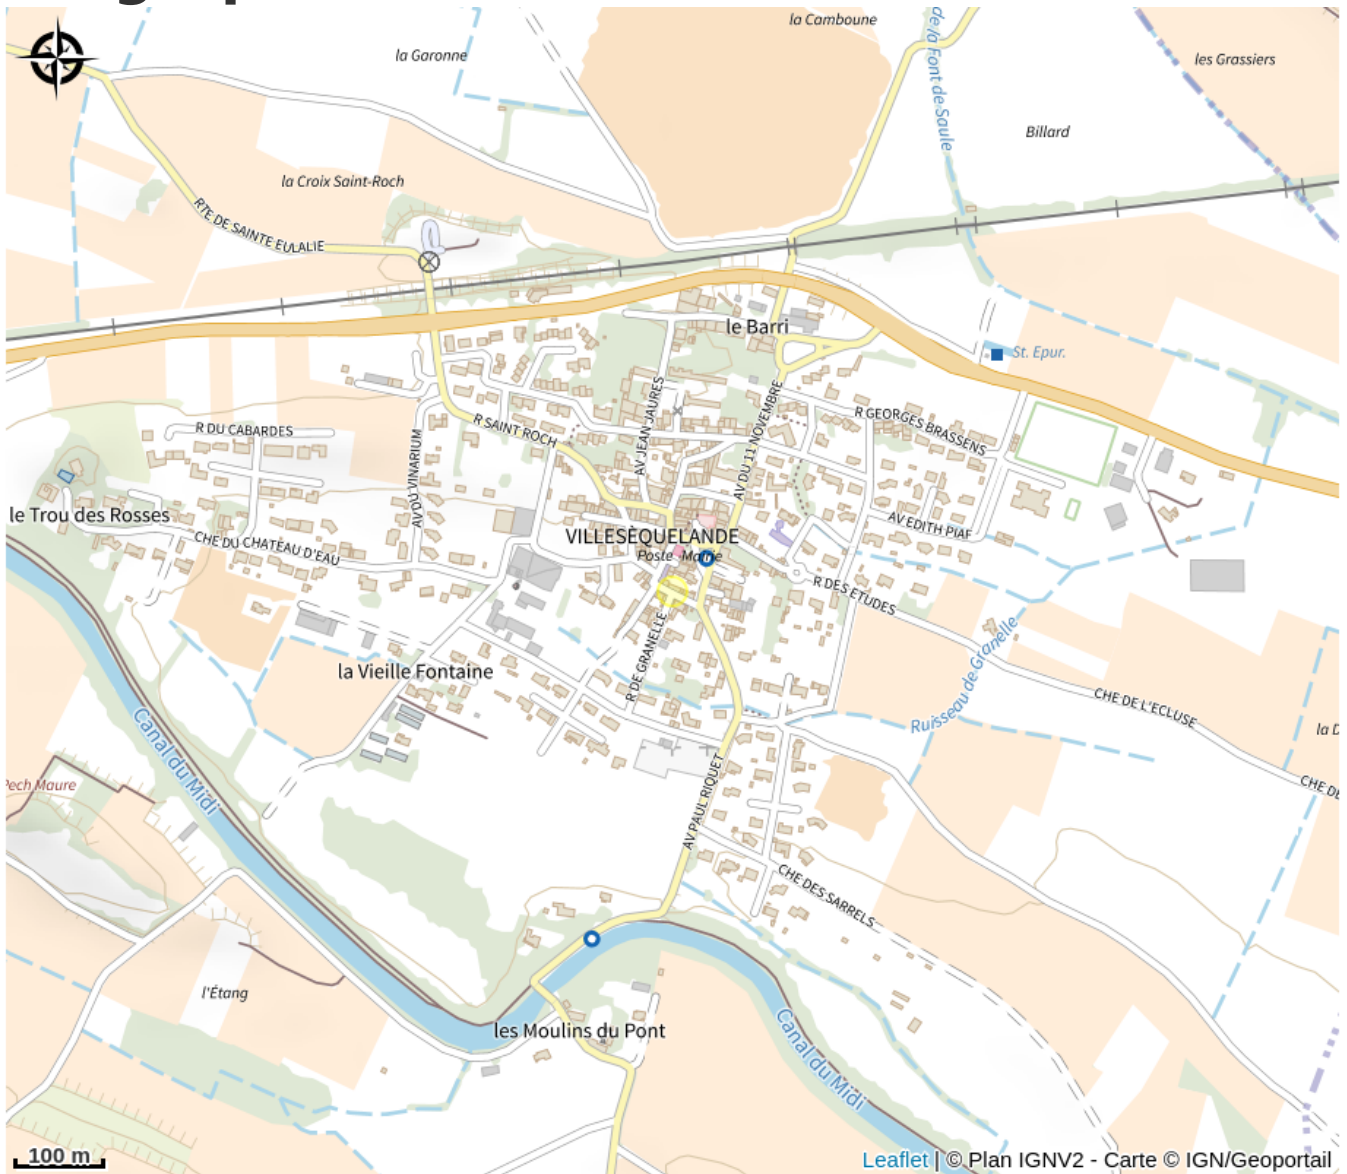 la Camboune
de la Font de Saule
la Garonne
les Grassiers
Billard
la Croix Saint-Roch
RTE DE SAINTE EULALIE
le Barri
St. Epur.
AV JEAN JAURES
AV DU 11 NOVEMBRE
R GEORGES BRASSENS
R SAINT ROCH
R DU CABARDES
AV DU VINARIUM
le Trou des Rosses
AV EDITH PIAF
CHE DU CHATEAU D'EAU
VILLESÈQUELANDE
Poste Mairie
R DES ETUDES
R DE GRANELLE
Ruisseau de Granelle
la Vieille Fontaine
CHE DE L'ECLUSE
la D
Canal du Midi
Pech Maure
CHE DE
AV PAUL RIQUET
CHE DES SARRELS
l'Étang
les Moulins du Pont
Canal du Midi
100 m
Leaflet | © Plan IGNV2 - Carte © IGN/Geoportail